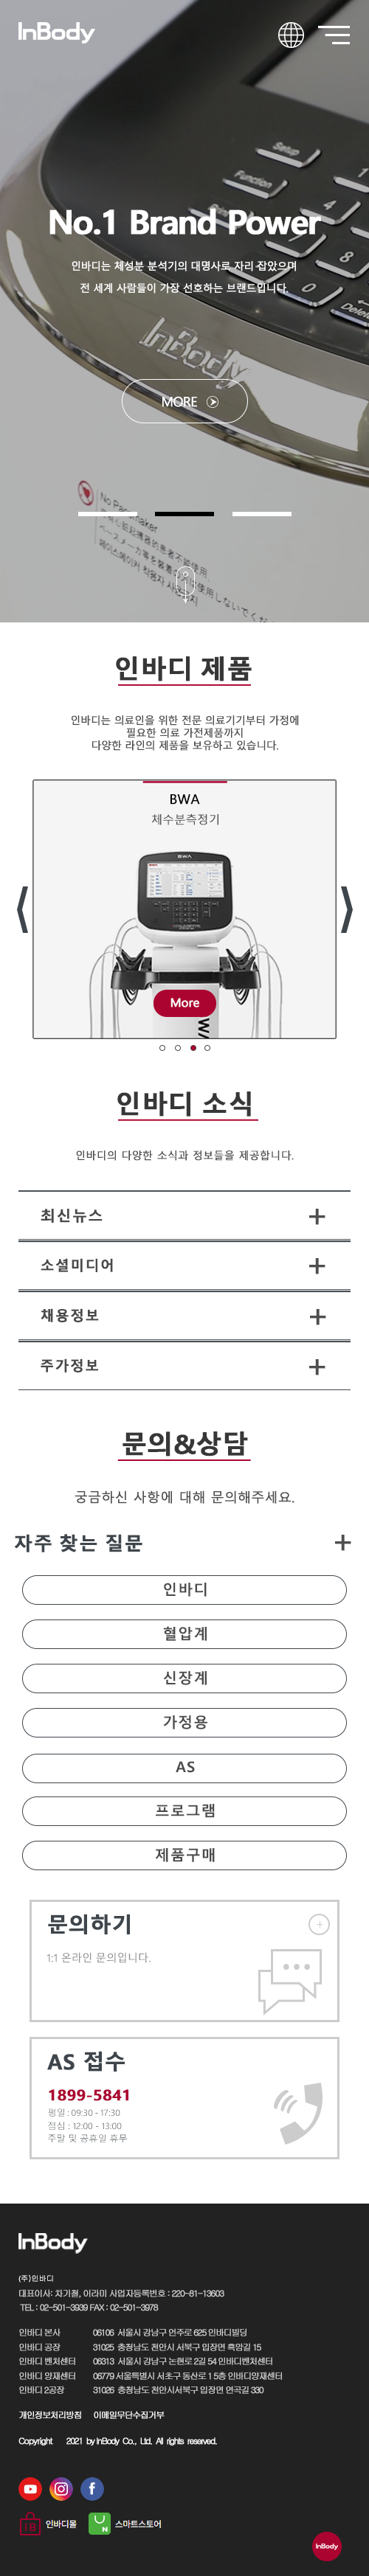 InBody
Setup
Function
No.1 Brand Power
인바디는 체성분 분석기의 대명사로 자리 잡았으며
전 세계 사람들이 가장 선호하는 브랜드입니다.
InBody
MORE
No Pacemaker
인바디 제품
인바디는 의료인을 위한 전문 의료기기부터 가정에
필요한 의료 가전제품까지
다양한 라인의 제품을 보유하고 있습니다.
BWA
체수분측정기
BWA
More
인바디 소식
인바디의 다양한 소식과 정보들을 제공합니다.
최신뉴스 +
소셜미디어 +
채용정보 +
주가정보 +
문의&상담
궁금하신 사항에 대해 문의해주세요.
자주 찾는 질문 +
인바디
혈압계
신장계
가정용
AS
프로그램
제품구매
문의하기
1:1 온라인 문의입니다.
AS 접수
1899-5841
평일 : 09:30 - 17:30
점심 : 12:00 - 13:00
주말 및 공휴일 휴무
InBody
(주)인바디
대표이사: 차기철, 이라미 사업자등록번호 : 220-81-13603
TEL : 02-501-3939 FAX : 02-501-3978
인바디 본사 06106 서울시 강남구 언주로 625 인바디빌딩
인바디 공장 31025 충청남도 천안시 서북구 입장면 흑암길 15
인바디 벤처센터 06313 서울시 강남구 논현로 2길 54 인바디벤처센터
인바디 양재센터 06779 서울특별시 서초구 동산로 1 5층 인바디양재센터
인바디 2공장 31026 충청남도 천안시서북구 입장면 연곡길 330
개인정보처리방침 이메일무단수집거부
Copyright 2021 by InBody Co., Ltd. All rights reserved.
인바디몰 스마트스토어
InBody